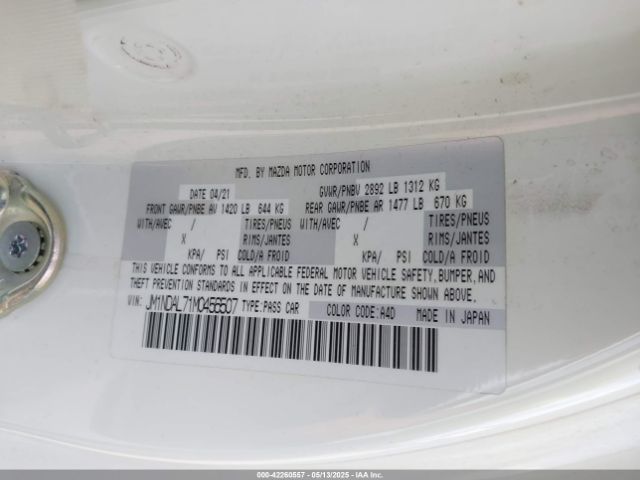 MFD. BY MAZDA MOTOR CORPORATION
DATE 04/21 GVWR/PNBV 2892 LB 1312 KG
FRONT GAWR/PNBE AV 1420 LB 644 KG REAR GAWR/PNBE AR 1477 LB 670 KG
WITH/AVEC / TIRES/PNEUS WITH/AVEC / TIRES/PNEUS
X RIMS/JANTES X RIMS/JANTES
KPA/ PSI COLD/A FROID KPA/ PSI COLD/A FROID
THIS VEHICLE CONFORMS TO ALL APPLICABLE FEDERAL MOTOR VEHICLE SAFETY, BUMPER, AND
THEFT PREVENTION STANDARDS IN EFFECT ON THE DATE OF MANUFACTURE SHOWN ABOVE.
VIN: JM1NDAL71M0456507 TYPE:PASS CAR COLOR CODE:A4D MADE IN JAPAN
000-42260557 - 05/13/2025 - IAA, Inc.